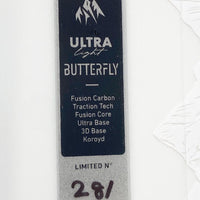 ULTRA
light
BUTTERFLY
Fusion Carbon
Traction Tech
Fusion Core
Ultra Base
3D Base
Koroyd
LIMITED N°
281